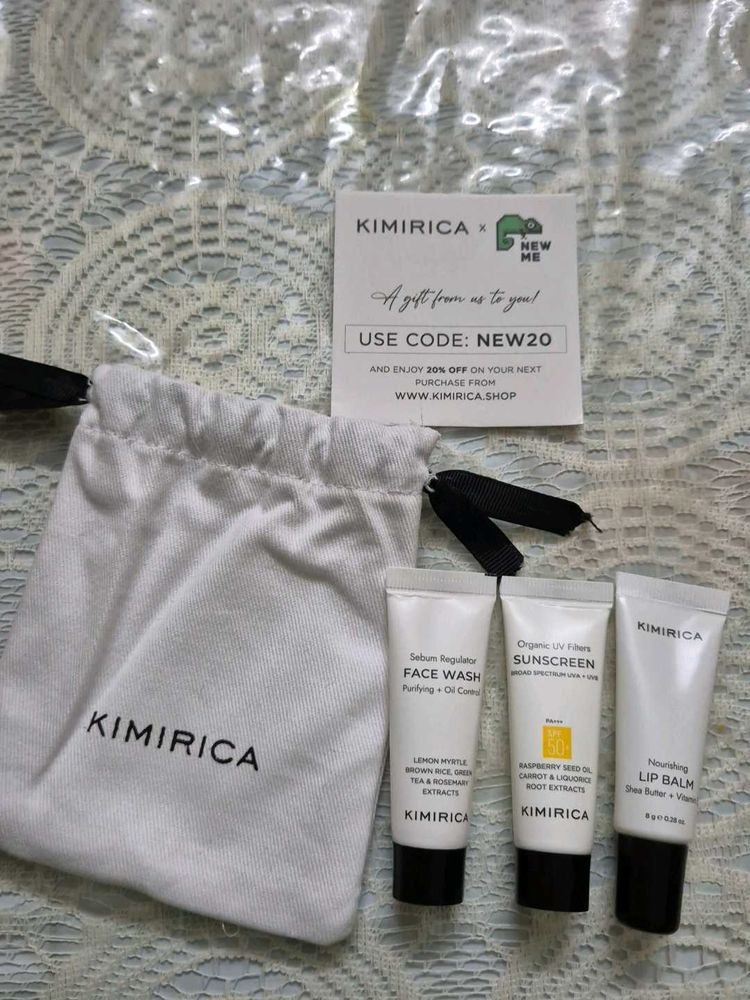 KIMIRICA x NEW ME
A gift from us to you!
USE CODE: NEW20
AND ENJOY 20% OFF ON YOUR NEXT
PURCHASE FROM
WWW.KIMIRICA.SHOP
KIMIRICA
Sebum Regulator
FACE WASH
Purifying + Oil Control
LEMON MYRTLE,
BROWN RICE, GREEN
TEA & ROSEMARY
EXTRACTS
KIMIRICA
Organic UV Filters
SUNSCREEN
BROAD SPECTRUM UVA + UVB
PA+++
SPF
50+
RASPBERRY SEED OIL,
CARROT & LIQUORICE
ROOT EXTRACTS
KIMIRICA
KIMIRICA
Nourishing
LIP BALM
Shea Butter + Vitamin
8 g e 0.28 oz.